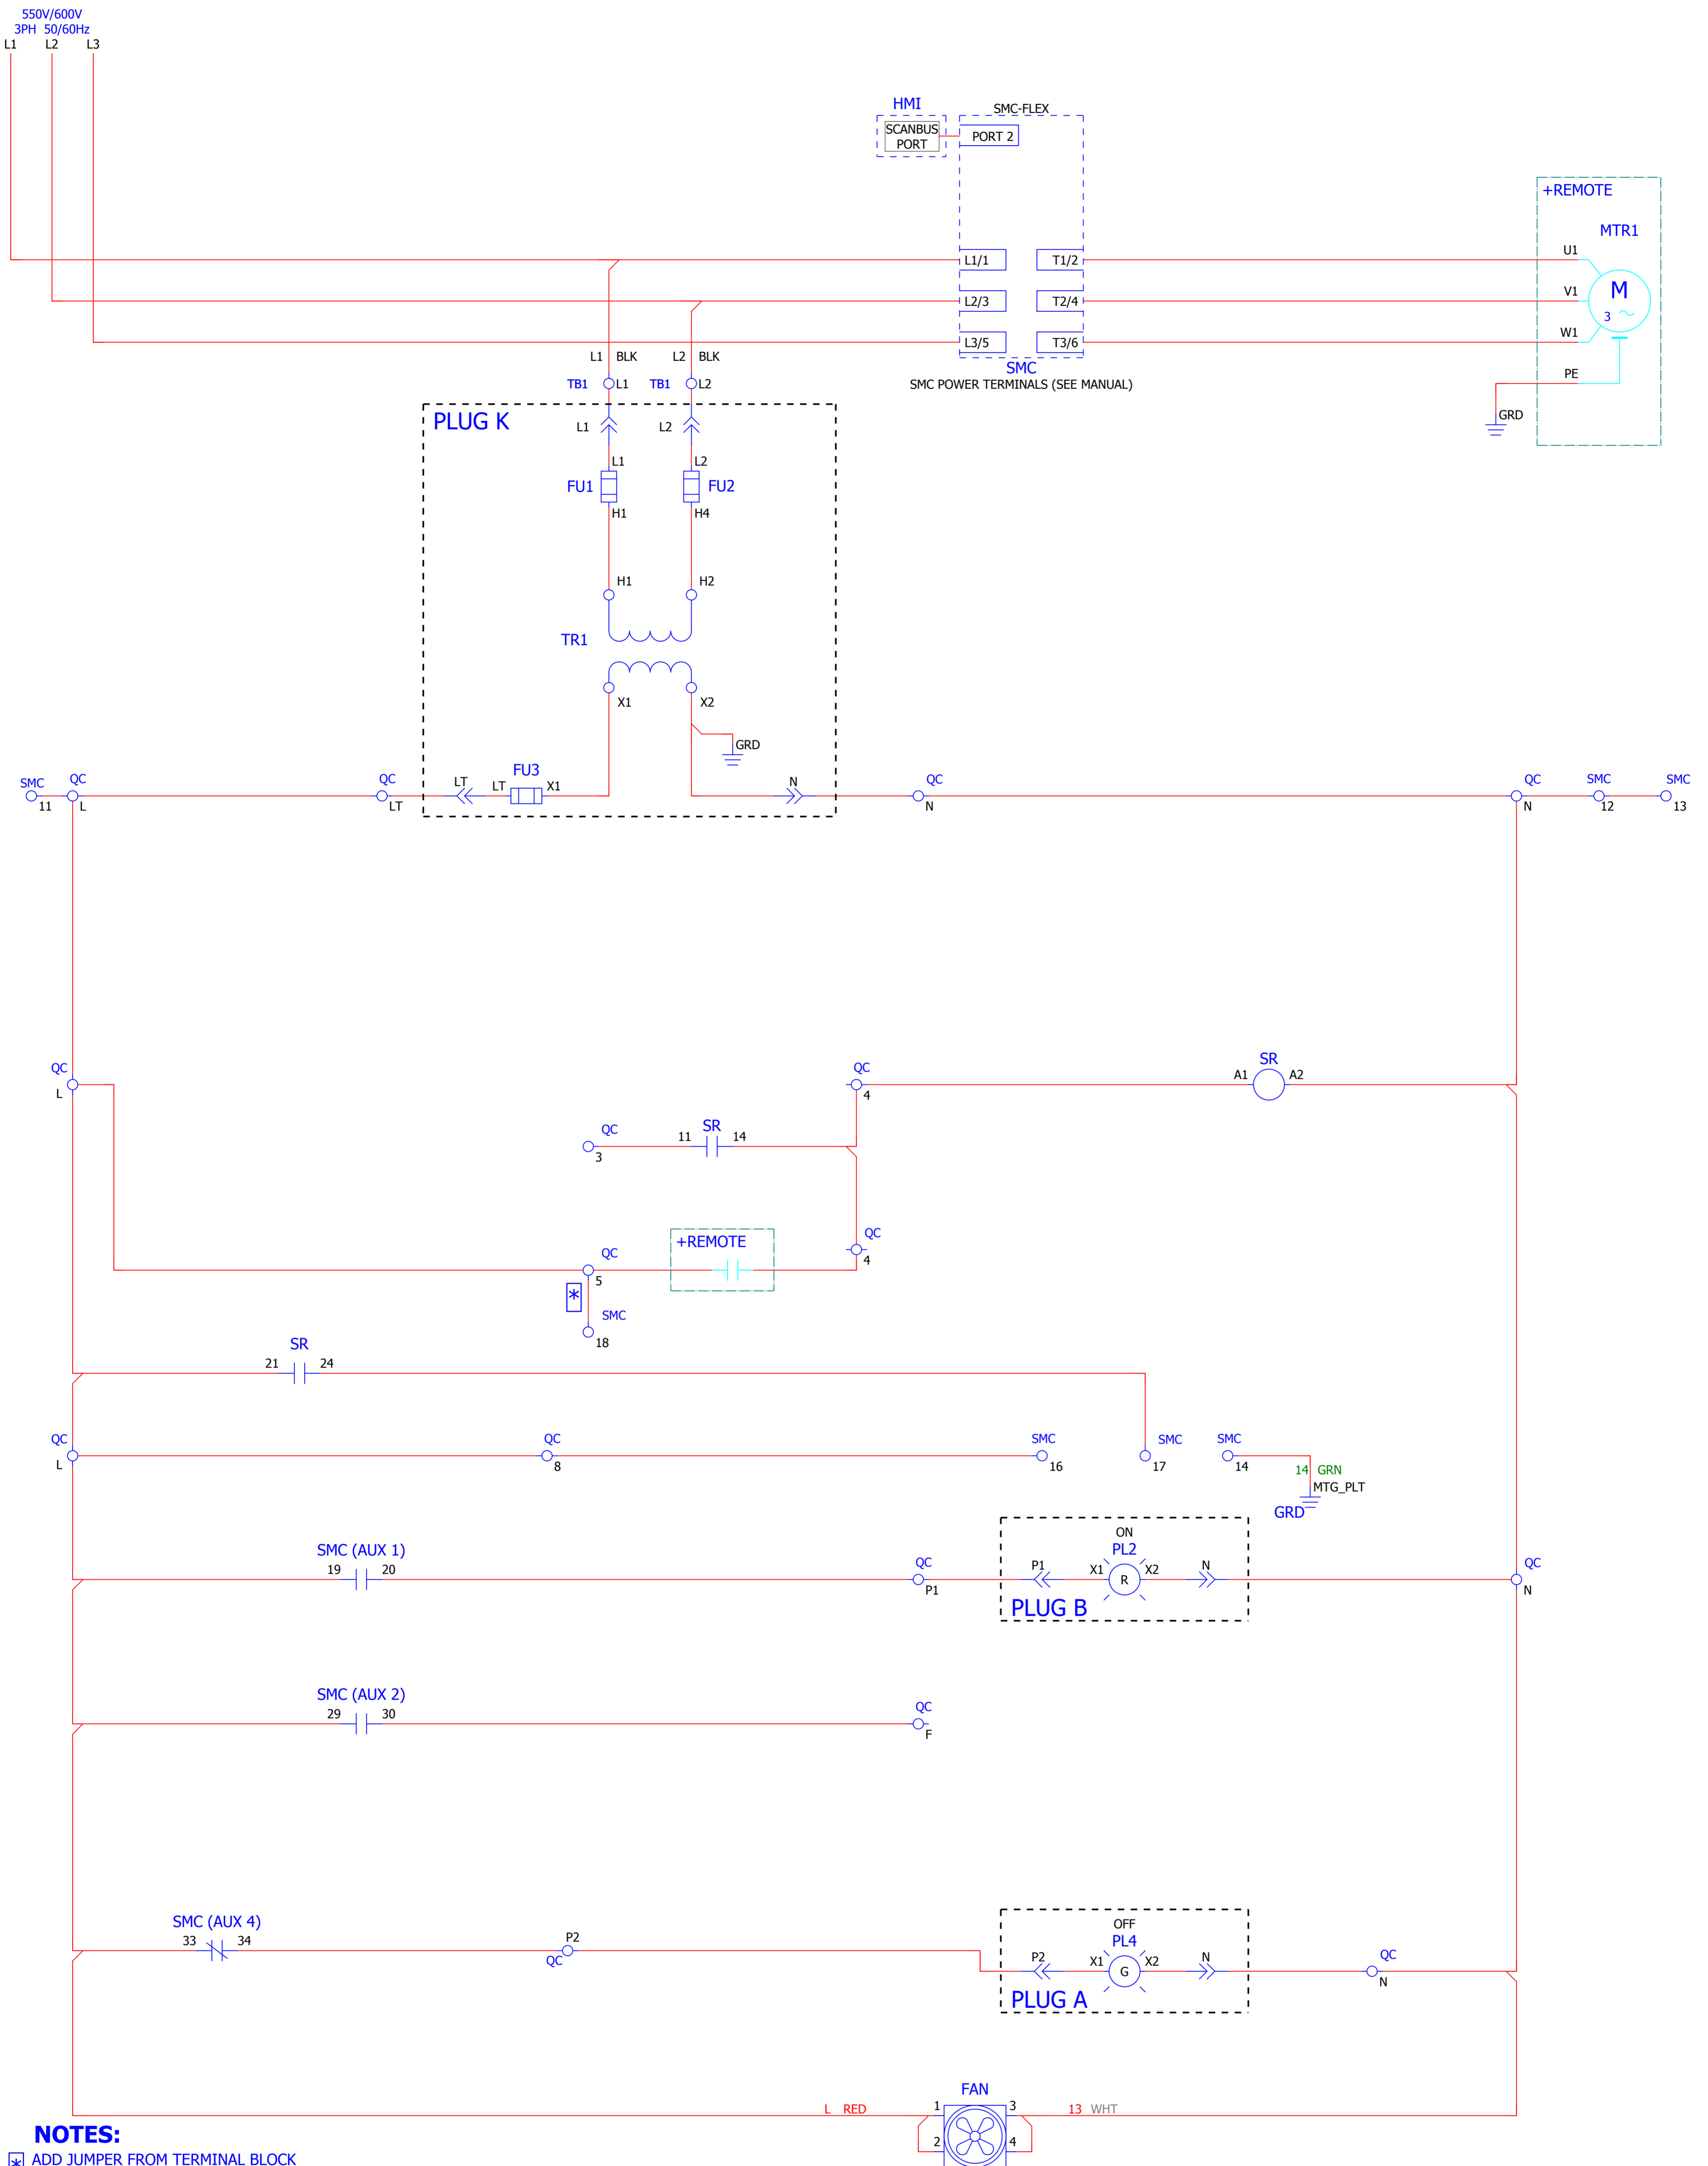 550V/600V
3PH 50/60Hz
L1 L2 L3
HMI
SMC-FLEX
SCANBUS
PORT
PORT 2
+REMOTE
MTR1
U1
L1/1 T1/2
V1
M
3
L2/3 T2/4
W1
L3/5 T3/6
L1 BLK L2 BLK
SMC
SMC POWER TERMINALS (SEE MANUAL)
PE
TB1 L1 TB1 L2
GRD
PLUG K
L1 L2
L1 L2
FU1 FU2
H1 H4
H1 H2
TR1
X1 X2
GRD
SMC QC QC LT LT FU3 X1 N QC QC SMC SMC
11 L LT N N 12 13
QC QC SR
L 4 A1 A2
QC SR
3 11 14
+REMOTE
QC
4
QC
5
*
SMC
18
SR
21 24
QC QC SMC SMC SMC
L 8 16 17 14
14 GRN
MTG_PLT
GRD
ON
SMC (AUX 1)
19 20
QC
P1
P1 PL2 N
X1 R X2
PLUG B
QC
N
SMC (AUX 2)
29 30
QC
F
SMC (AUX 4)
33 34
P2
QC
OFF
P2 PL4 N
X1 G X2
PLUG A
QC
N
FAN
L RED 1 3 13 WHT
2 4
NOTES:
* ADD JUMPER FROM TERMINAL BLOCK